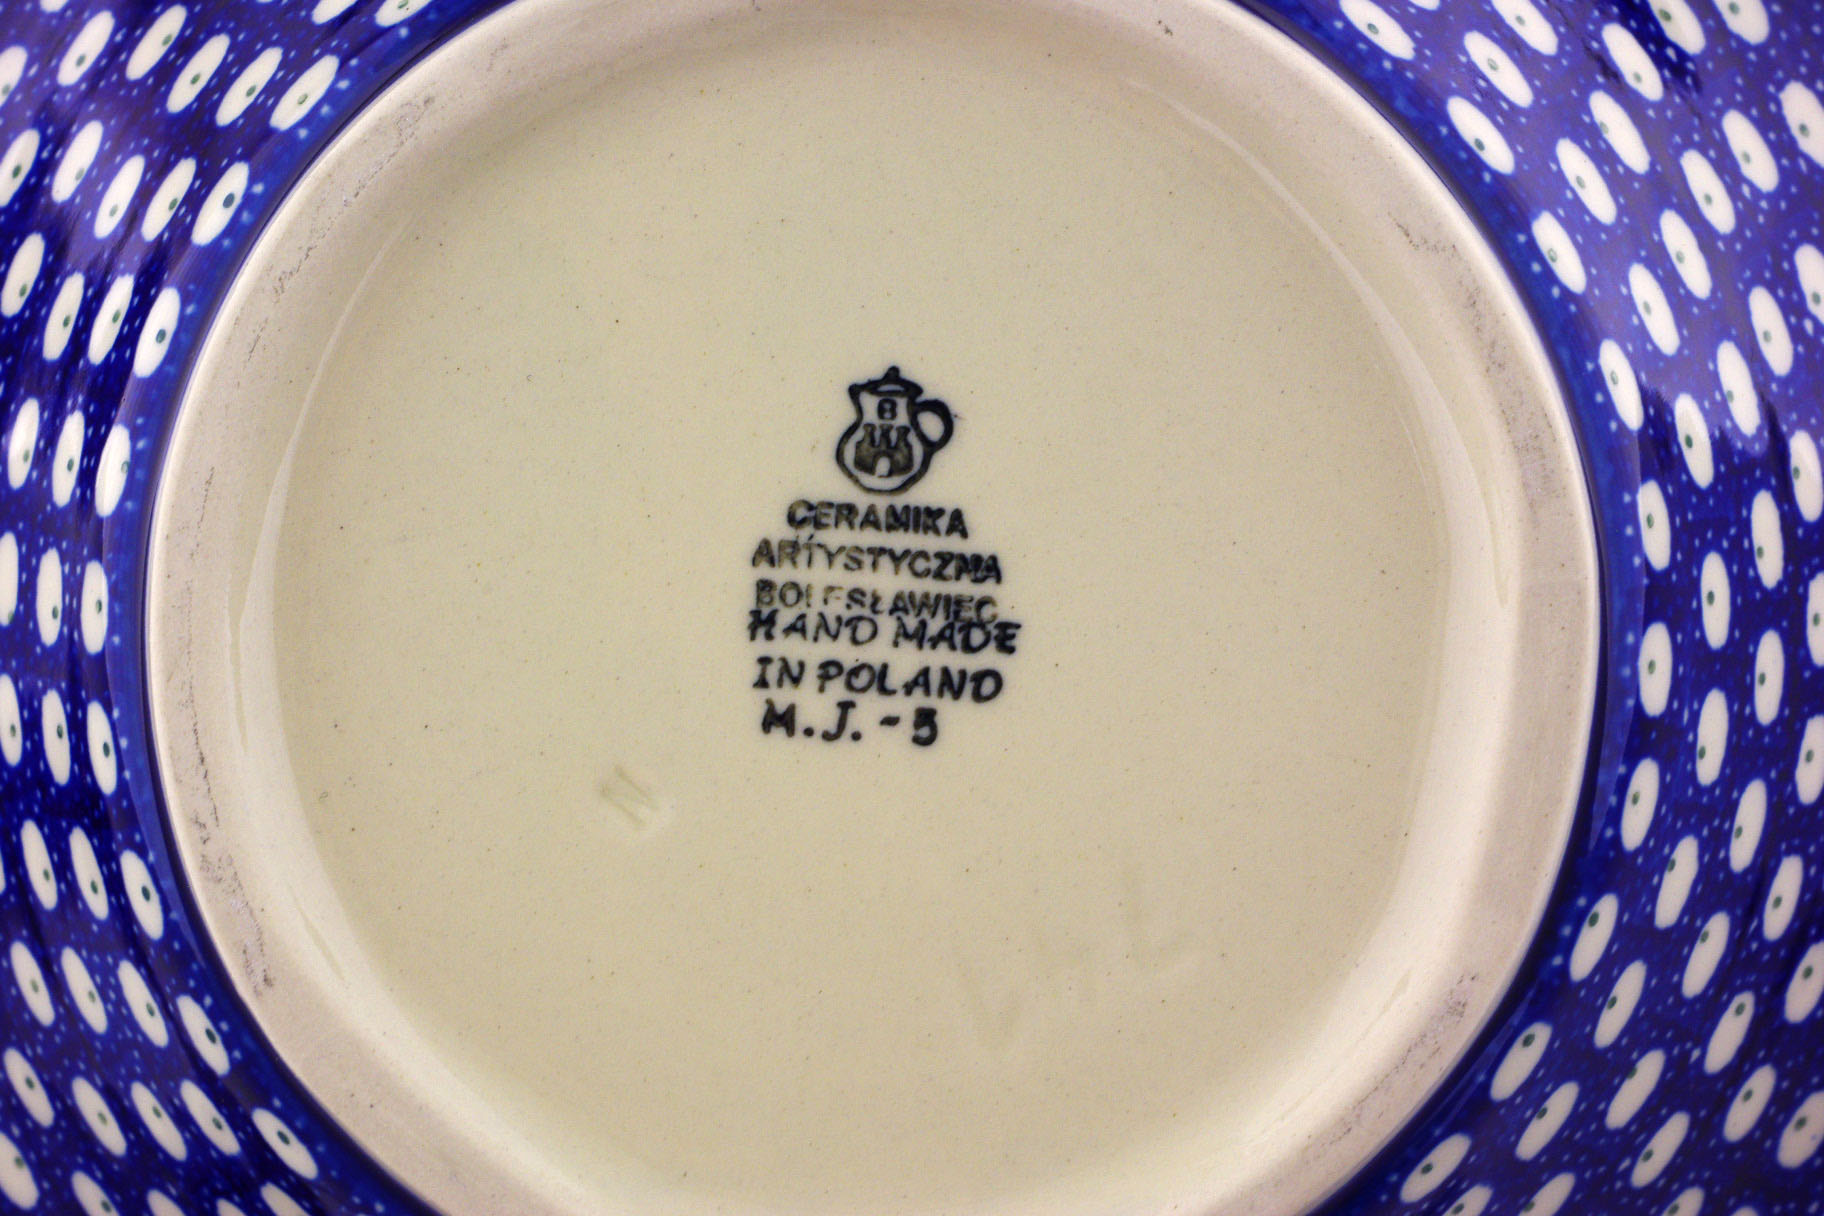 B
CERAMIKA
ARTYSTYCZNA
BOLESŁAWIEC
HAND MADE
IN POLAND
M.J.-5
N